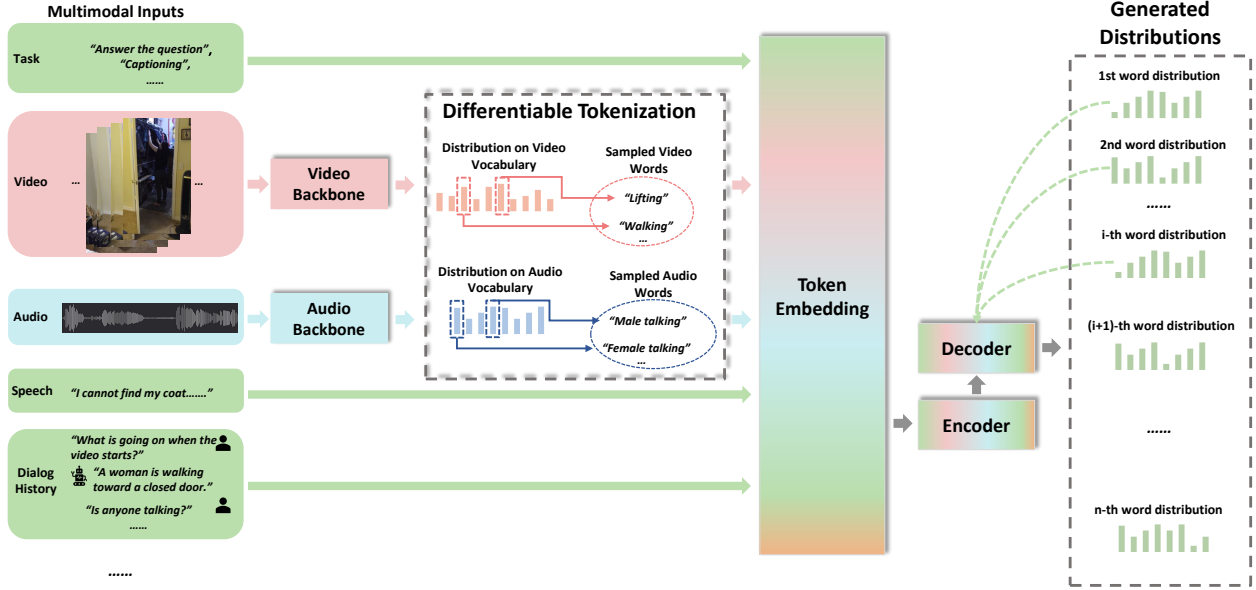 Multimodal Inputs
Task
“Answer the question”,
“Captioning”,
……
Video
...
...
Audio
Speech
“I cannot find my coat…….”
Dialog
History
“What is going on when the
video starts?”
“A woman is walking
toward a closed door.”
“Is anyone talking?”
……
……
Video
Backbone
Audio
Backbone
Differentiable Tokenization
Distribution on Video
Vocabulary
Sampled Video
Words
“Lifting”
“Walking”
...
Distribution on Audio
Vocabulary
Sampled Audio
Words
“Male talking”
“Female talking”
...
Token
Embedding
Decoder
Encoder
Generated
Distributions
1st word distribution
2nd word distribution
……
i-th word distribution
(i+1)-th word distribution
……
n-th word distribution